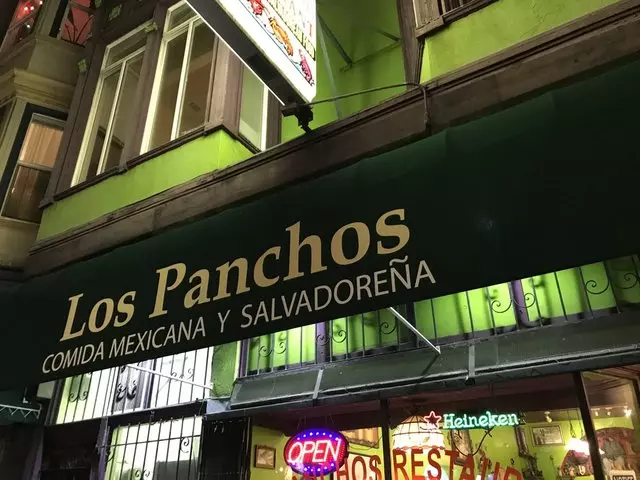 Los Panchos
COMIDA MEXICANA Y SALVADOREÑA
Heineken
OPEN